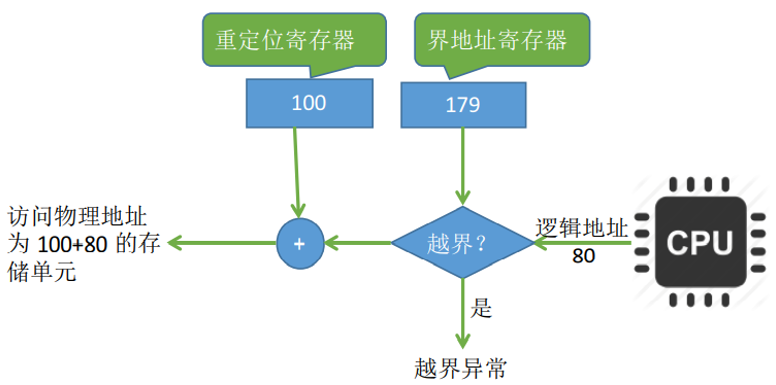 重定位寄存器
界地址寄存器
100
179
访问物理地址
为 100+80 的存
储单元
+
越界？
逻辑地址
80
CPU
是
越界异常